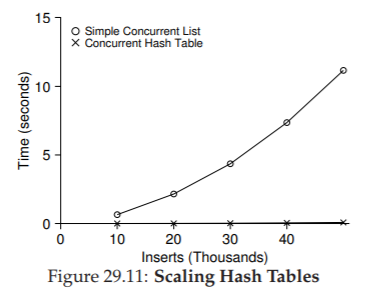 15
Simple Concurrent List
Concurrent Hash Table
10
5
0
Time (seconds)
0 10 20 30 40
Inserts (Thousands)
Figure 29.11: Scaling Hash Tables